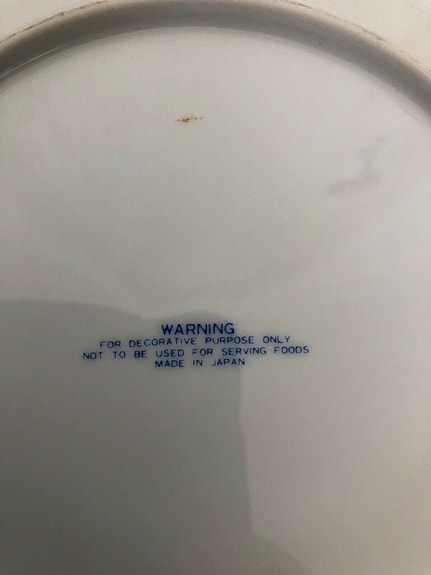 WARNING
FOR DECORATIVE PURPOSE ONLY
NOT TO BE USED FOR SERVING FOODS
MADE IN JAPAN